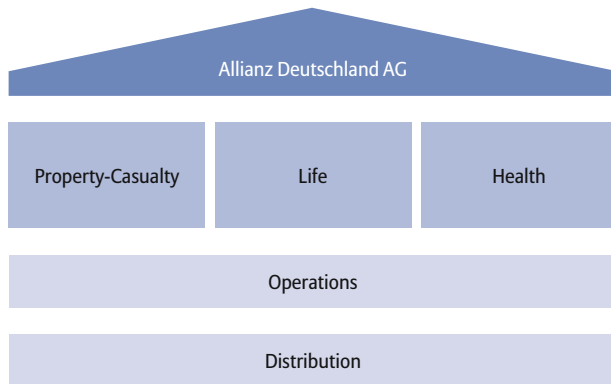 Allianz Deutschland AG
Property-Casualty
Life
Health
Operations
Distribution